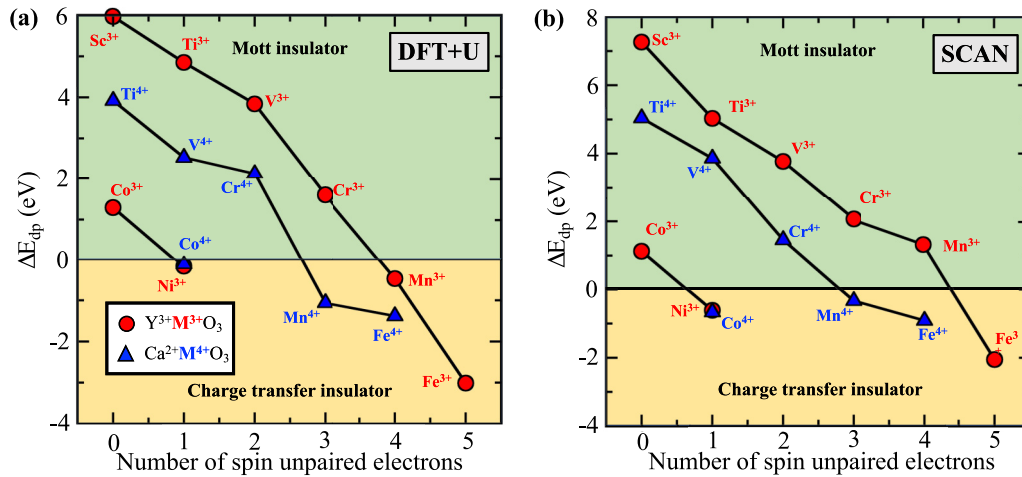 (a)
DFT+U
Mott insulator
Sc³⁺
Ti³⁺
V³⁺
Ti⁴⁺
V⁴⁺
Cr⁴⁺
Cr³⁺
Co³⁺
Co⁴⁺
Ni³⁺
Mn³⁺
Mn⁴⁺
Fe⁴⁺
Fe³⁺
Y³⁺M³⁺O₃
Ca²⁺M⁴⁺O₃
Charge transfer insulator
6
4
2
0
-2
-4
ΔE_dp (eV)
0 1 2 3 4 5
Number of spin unpaired electrons
(b)
SCAN
Mott insulator
Sc³⁺
Ti³⁺
Ti⁴⁺
V³⁺
V⁴⁺
Cr³⁺
Cr⁴⁺
Mn³⁺
Co³⁺
Ni³⁺
Co⁴⁺
Mn⁴⁺
Fe⁴⁺
Fe³
+
Charge transfer insulator
8
6
4
2
0
-2
-4
ΔE_dp (eV)
0 1 2 3 4 5
Number of spin unpaired electrons